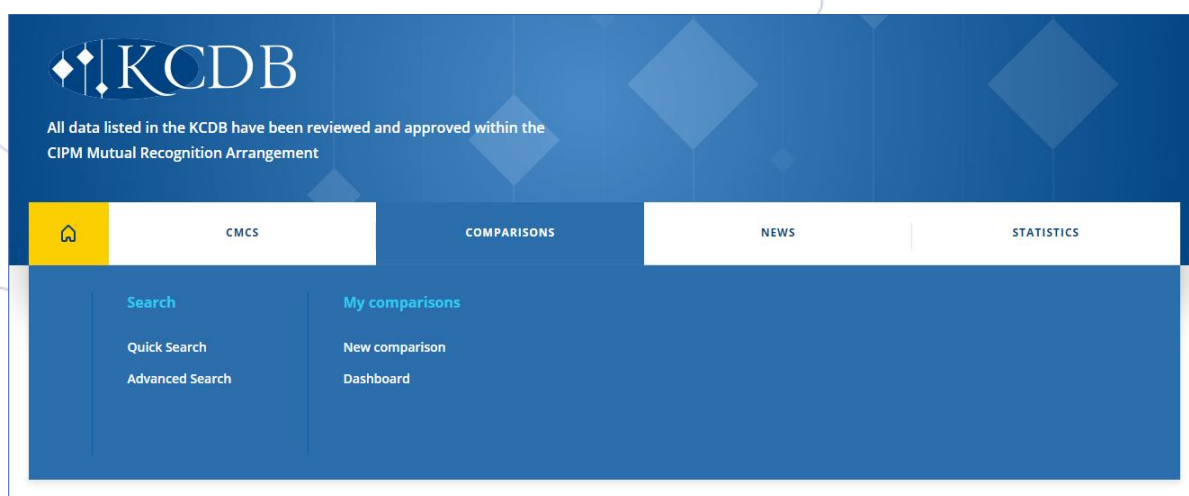 KCDB
All data listed in the KCDB have been reviewed and approved within the
CIPM Mutual Recognition Arrangement
CMCS
COMPARISONS
NEWS
STATISTICS
Search
Quick Search
Advanced Search
My comparisons
New comparison
Dashboard